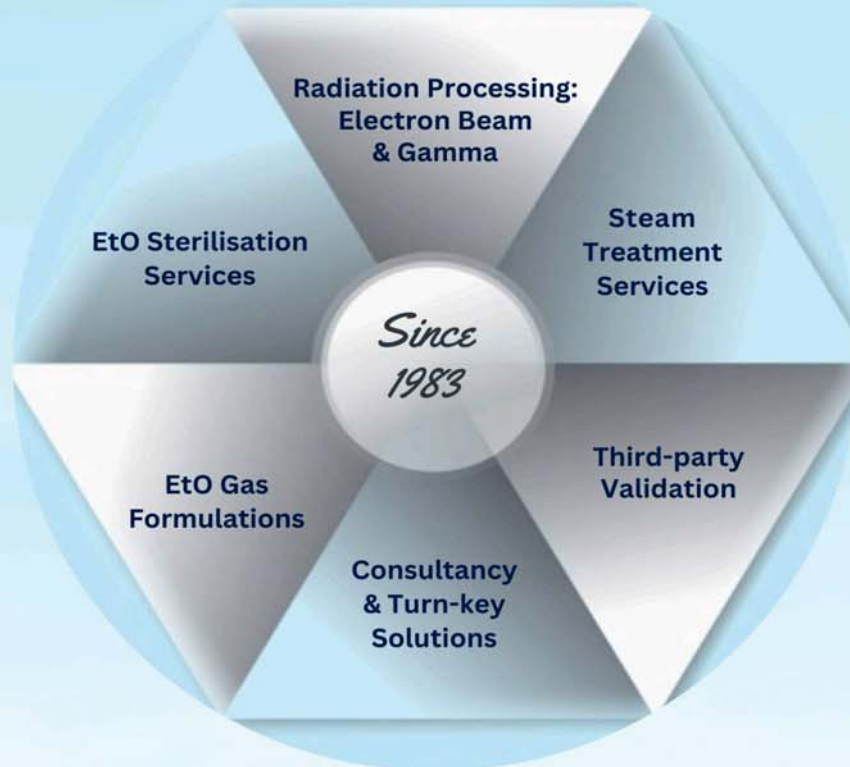 Radiation Processing:
Electron Beam
& Gamma
Steam
Treatment
Services
Third-party
Validation
Consultancy
& Turn-key
Solutions
EtO Gas
Formulations
EtO Sterilisation
Services
Since
1983